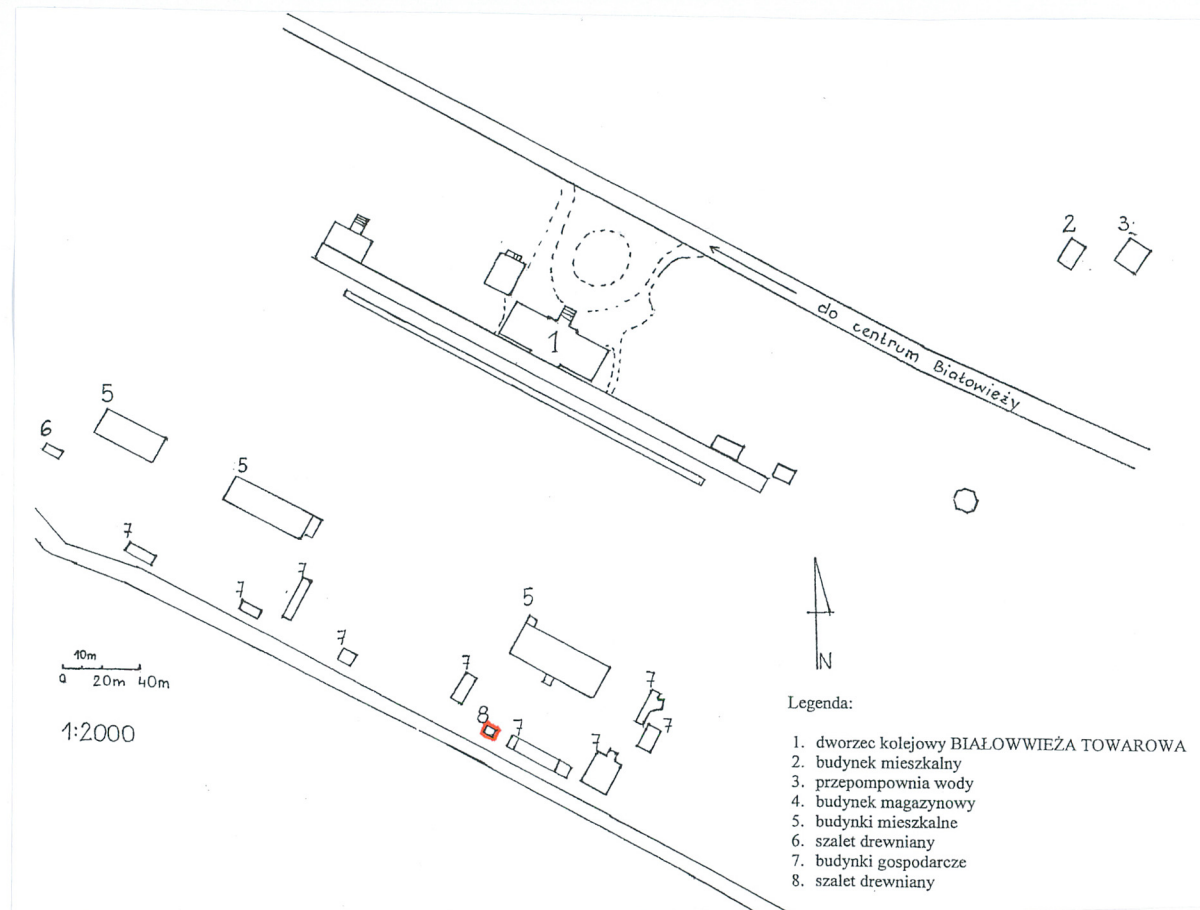 2
3
do centrum Białowieży
1
5
6
5
7
7
7
7
5
7
7
7
8
7
7
10m
0 20m 40m
1:2000
N
Legenda:
1. dworzec kolejowy BIAŁOWWIEŻA TOWAROWA
2. budynek mieszkalny
3. przepompownia wody
4. budynek magazynowy
5. budynki mieszkalne
6. szalet drewniany
7. budynki gospodarcze
8. szalet drewniany